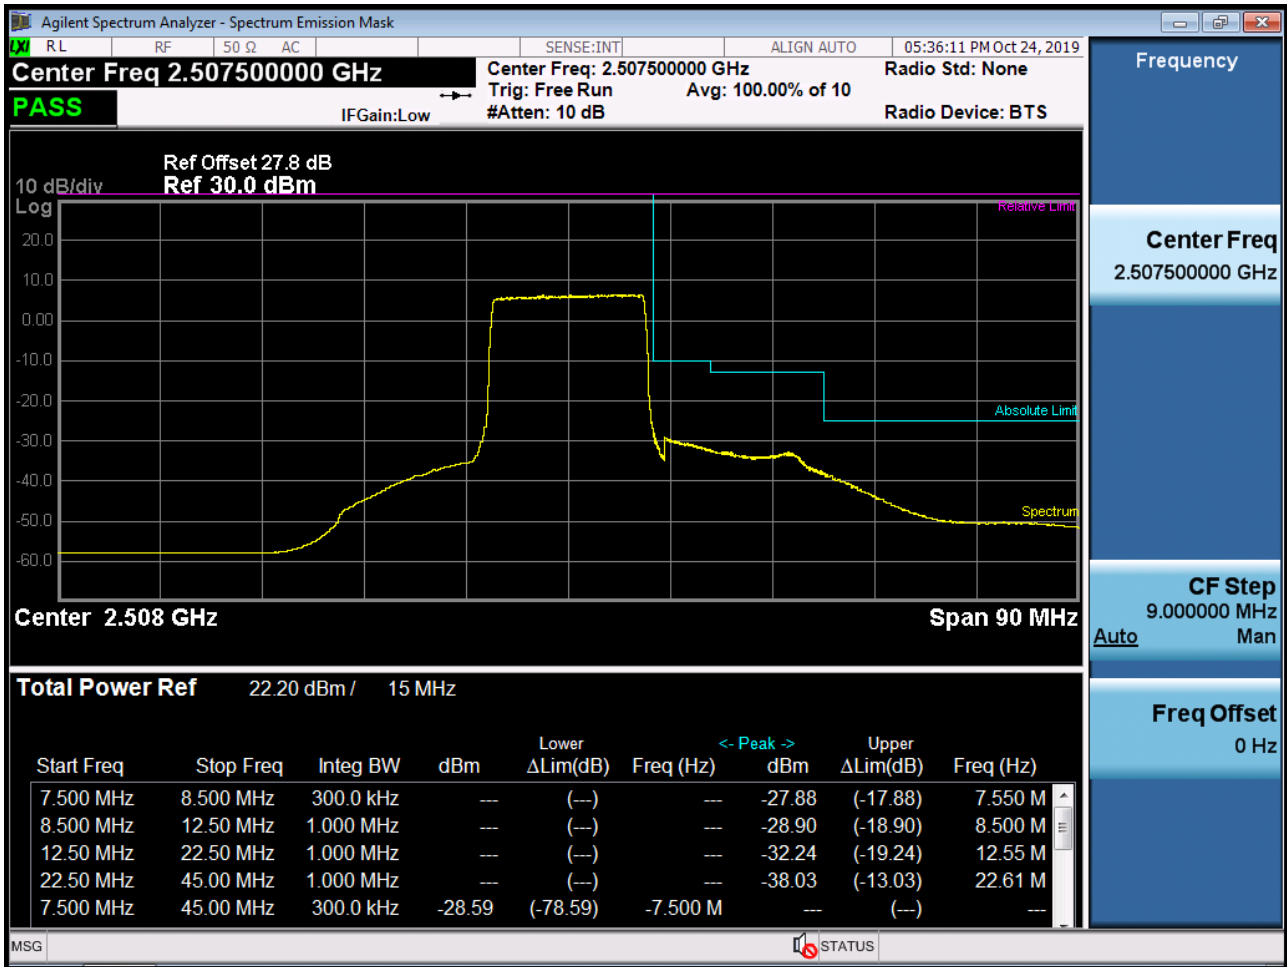 Agilent Spectrum Analyzer - Spectrum Emission Mask
LXI RL RF 50 Ω AC SENSE:INT ALIGN AUTO 05:36:11 PM Oct 24, 2019
Center Freq 2.507500000 GHz
PASS
IFGain:Low
Center Freq: 2.507500000 GHz
Trig: Free Run Avg: 100.00% of 10
#Atten: 10 dB
Radio Std: None
Radio Device: BTS
Ref Offset 27.8 dB
10 dB/div Ref 30.0 dBm
Log
Relative Limit
20.0
10.0
0.00
-10.0
-20.0
Absolute Limit
-30.0
-40.0
-50.0
Spectrum
-60.0
Center 2.508 GHz Span 90 MHz
Total Power Ref 22.20 dBm / 15 MHz
Lower <- Peak -> Upper
Start Freq Stop Freq Integ BW dBm ΔLim(dB) Freq (Hz) dBm ΔLim(dB) Freq (Hz)
7.500 MHz 8.500 MHz 300.0 kHz --- (---) --- -27.88 (-17.88) 7.550 M
8.500 MHz 12.50 MHz 1.000 MHz --- (---) --- -28.90 (-18.90) 8.500 M
12.50 MHz 22.50 MHz 1.000 MHz --- (---) --- -32.24 (-19.24) 12.55 M
22.50 MHz 45.00 MHz 1.000 MHz --- (---) --- -38.03 (-13.03) 22.61 M
7.500 MHz 45.00 MHz 300.0 kHz -28.59 (-78.59) -7.500 M --- (---) ---
MSG STATUS
Frequency
Center Freq
2.507500000 GHz
CF Step
9.000000 MHz
Auto Man
Freq Offset
0 Hz